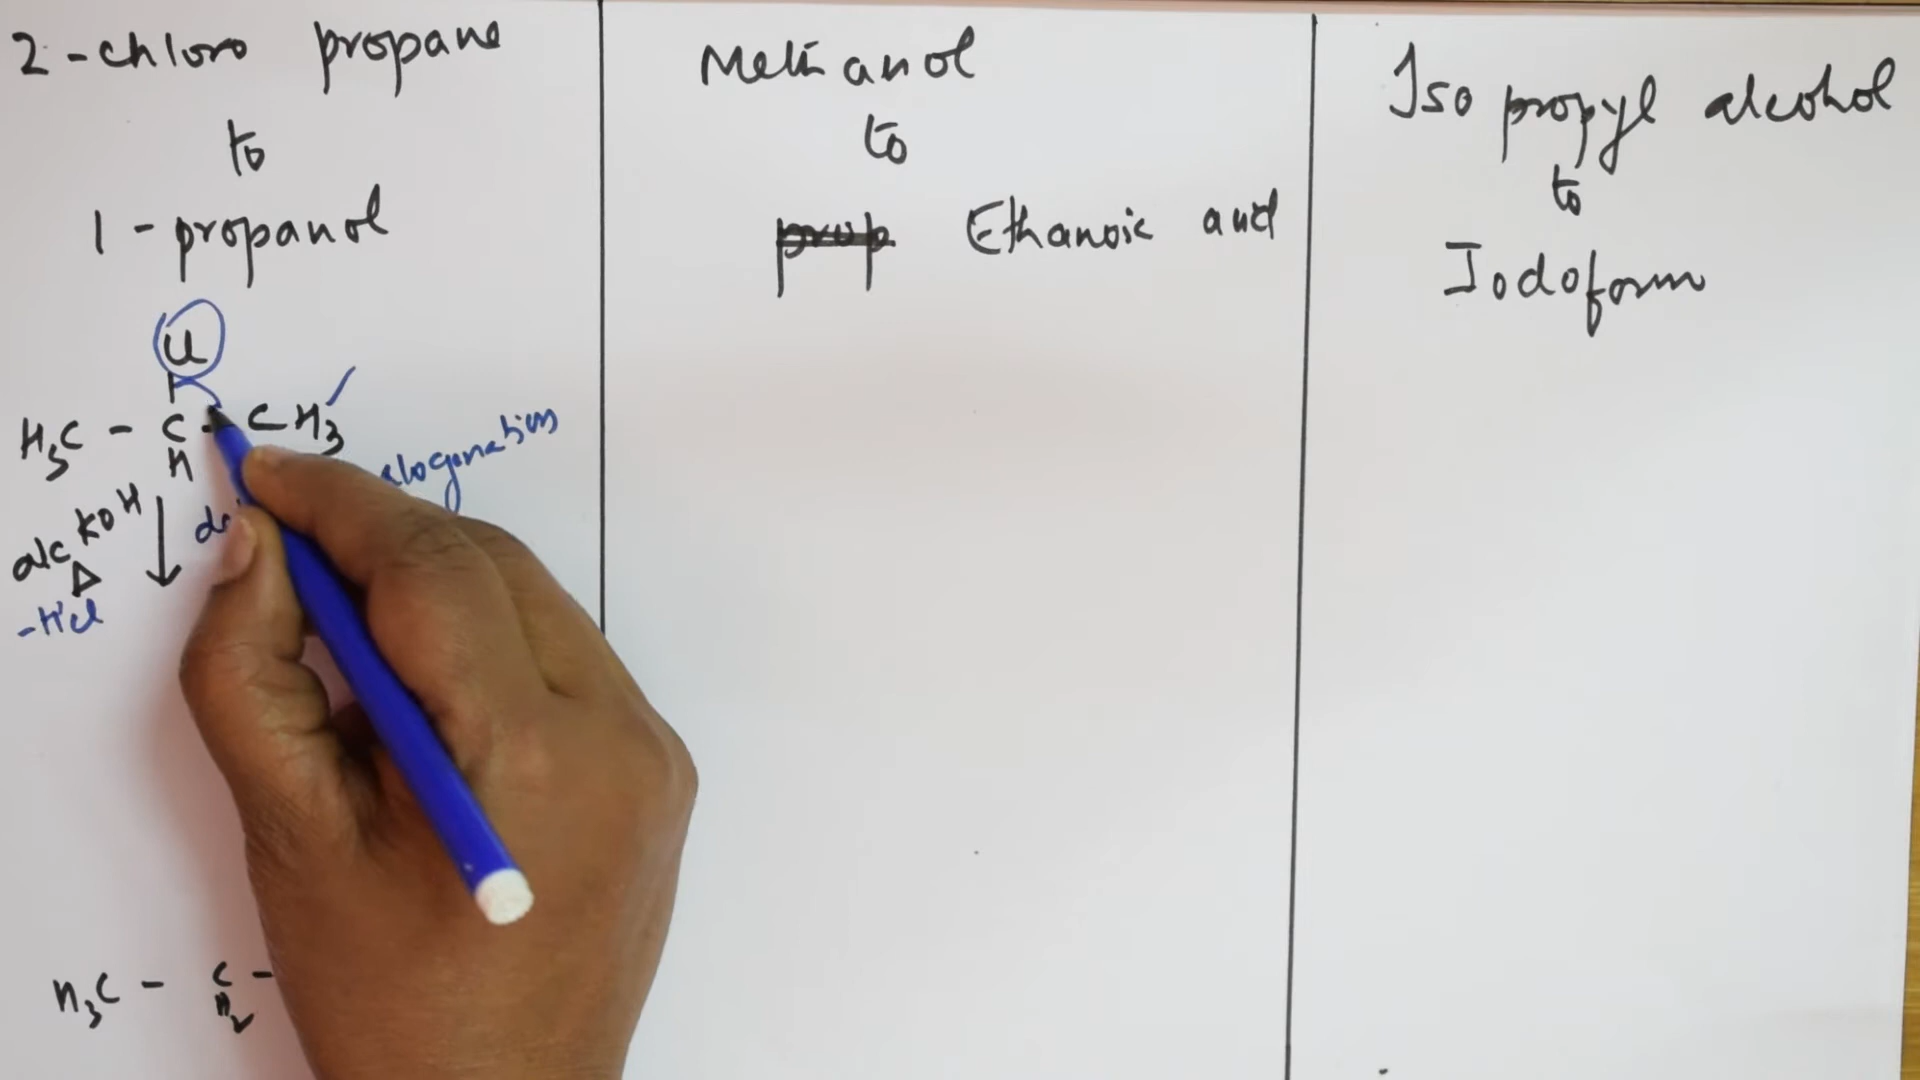 2-chloro propane
to
1-propanol
Cl
H3C - C - CH3
H
alc KOH
Δ
-HCl
H3C - C -
H2
Methanol
to
prop Ethanoic acid
Iso propyl alcohol
to
Iodoform